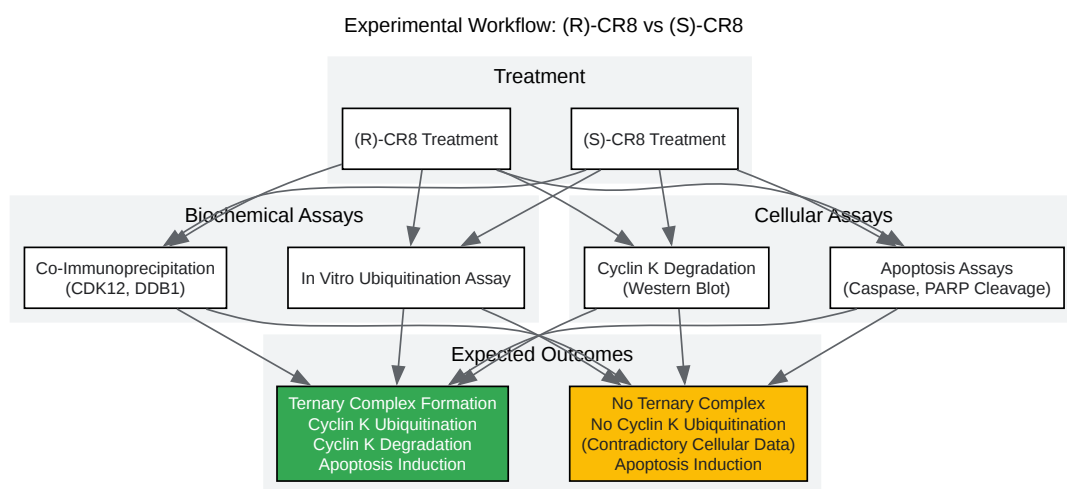 Experimental Workflow: (R)-CR8 vs (S)-CR8
Treatment
(R)-CR8 Treatment
(S)-CR8 Treatment
Biochemical Assays
Cellular Assays
Co-Immunoprecipitation
(CDK12, DDB1)
In Vitro Ubiquitination Assay
Cyclin K Degradation
(Western Blot)
Apoptosis Assays
(Caspase, PARP Cleavage)
Expected Outcomes
Ternary Complex Formation
Cyclin K Ubiquitination
Cyclin K Degradation
Apoptosis Induction
No Ternary Complex
No Cyclin K Ubiquitination
(Contradictory Cellular Data)
Apoptosis Induction